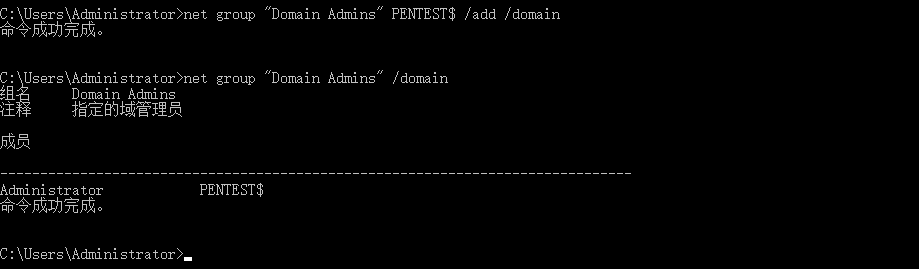 C:\Users\Administrator>net group "Domain Admins" PENTEST$ /add /domain
命令成功完成。
C:\Users\Administrator>net group "Domain Admins" /domain
组名     Domain Admins
注释     指定的域管理员
成员
-------------------------------------------------------------------------------
Administrator            PENTEST$
命令成功完成。
C:\Users\Administrator>